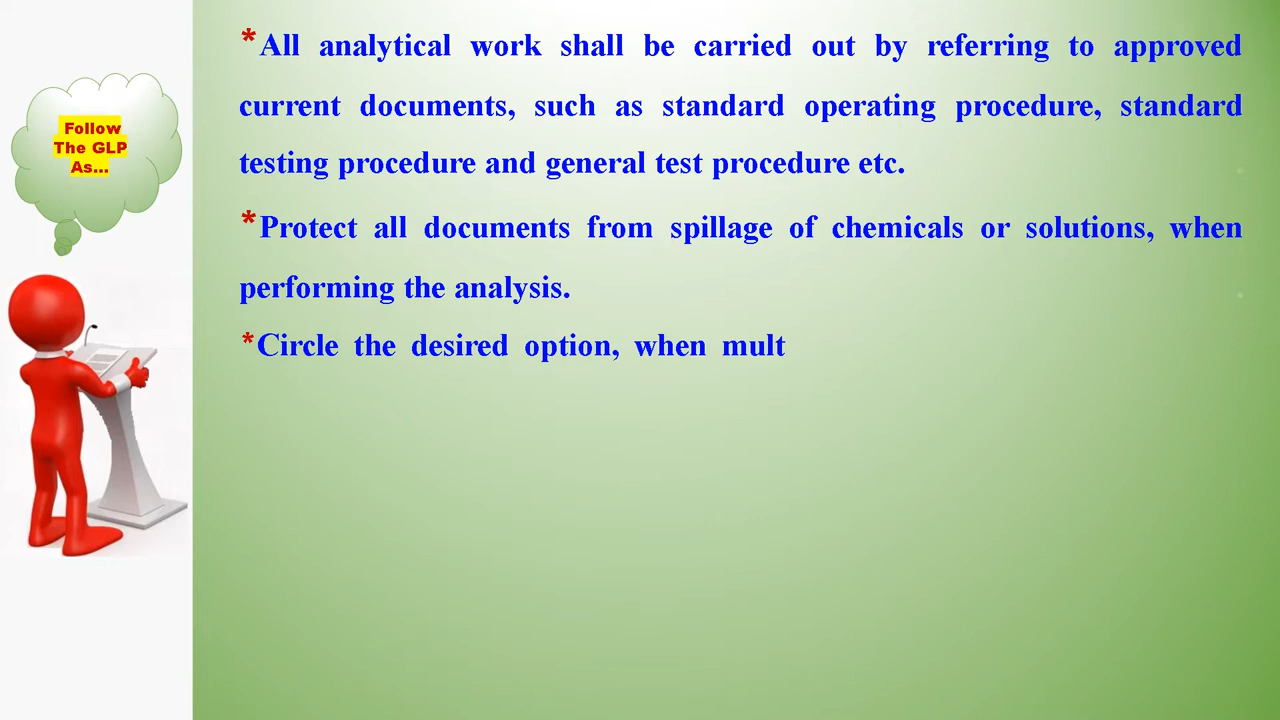 Follow
The GLP
As...
*All analytical work shall be carried out by referring to approved
current documents, such as standard operating procedure, standard
testing procedure and general test procedure etc.
*Protect all documents from spillage of chemicals or solutions, when
performing the analysis.
*Circle the desired option, when mult